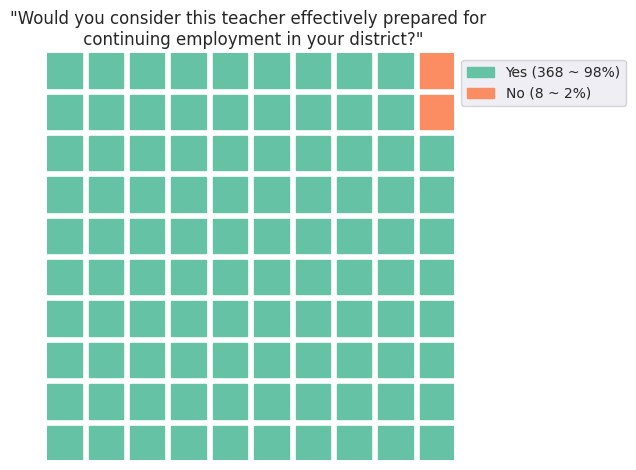 "Would you consider this teacher effectively prepared for
continuing employment in your district?"
Yes (368 ~ 98%)
No (8 ~ 2%)